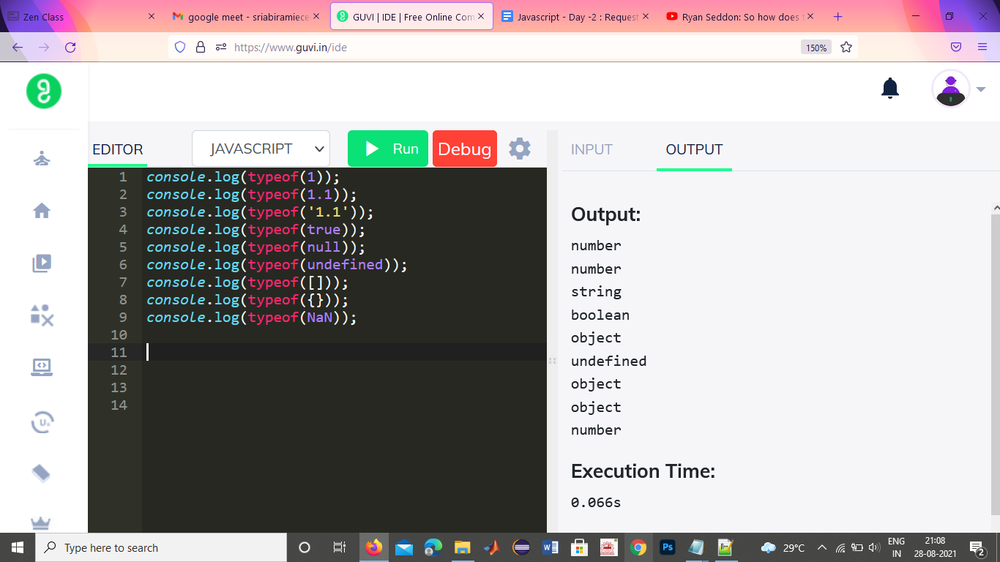 Zen Class
google meet - sriabiramiece
GUVI | IDE | Free Online Com
Javascript - Day -2 : Request
Ryan Seddon: So how does t
https://www.guvi.in/ide
150%
EDITOR
JAVASCRIPT
Run
Debug
INPUT
OUTPUT
1 console.log(typeof(1));
2 console.log(typeof(1.1));
3 console.log(typeof('1.1'));
4 console.log(typeof(true));
5 console.log(typeof(null));
6 console.log(typeof(undefined));
7 console.log(typeof([]));
8 console.log(typeof({}));
9 console.log(typeof(NaN));
10
11
12
13
14
Output:
number
number
string
boolean
object
undefined
object
object
number
Execution Time:
0.066s
Type here to search
29°C
ENG
IN
21:08
28-08-2021
2